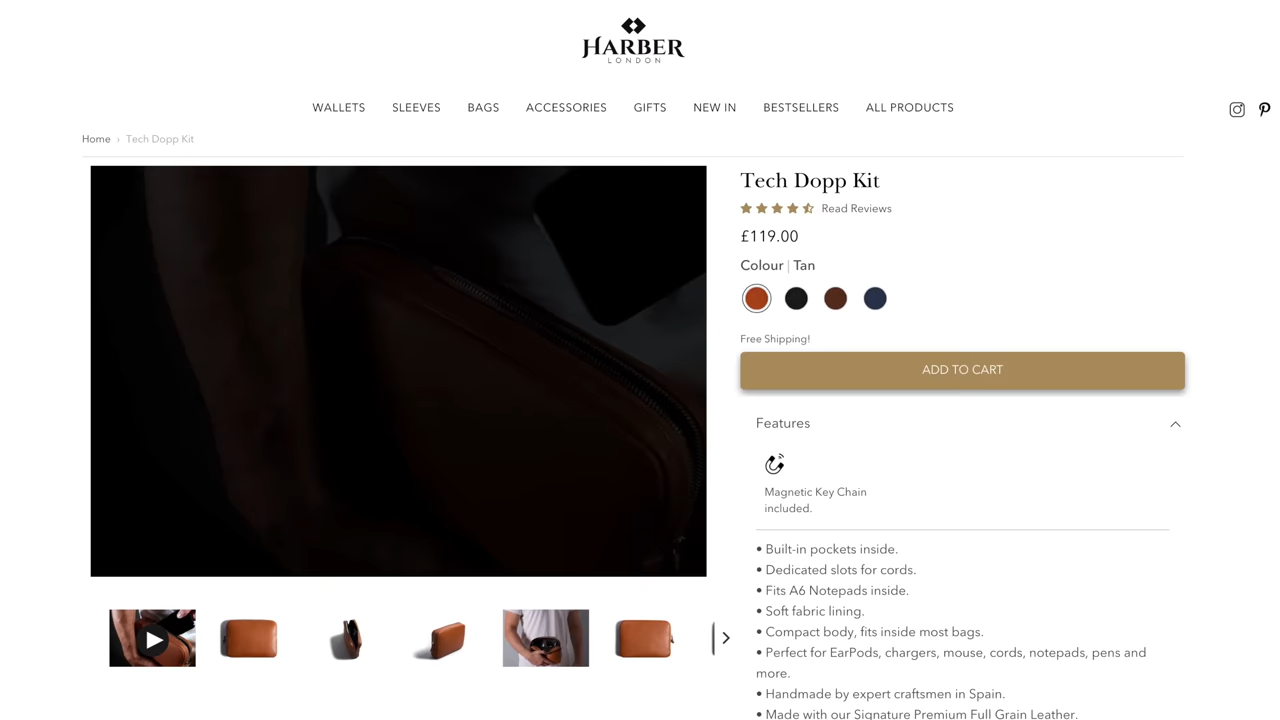 HARBER
LONDON
WALLETS SLEEVES BAGS ACCESSORIES GIFTS NEW IN BESTSELLERS ALL PRODUCTS
Home › Tech Dopp Kit
Tech Dopp Kit
Read Reviews
£119.00
Colour | Tan
Free Shipping!
ADD TO CART
Features
Magnetic Key Chain
included.
• Built-in pockets inside.
• Dedicated slots for cords.
• Fits A6 Notepads inside.
• Soft fabric lining.
• Compact body, fits inside most bags.
• Perfect for EarPods, chargers, mouse, cords, notepads, pens and
more.
• Handmade by expert craftsmen in Spain.
• Made with our Signature Premium Full Grain Leather.